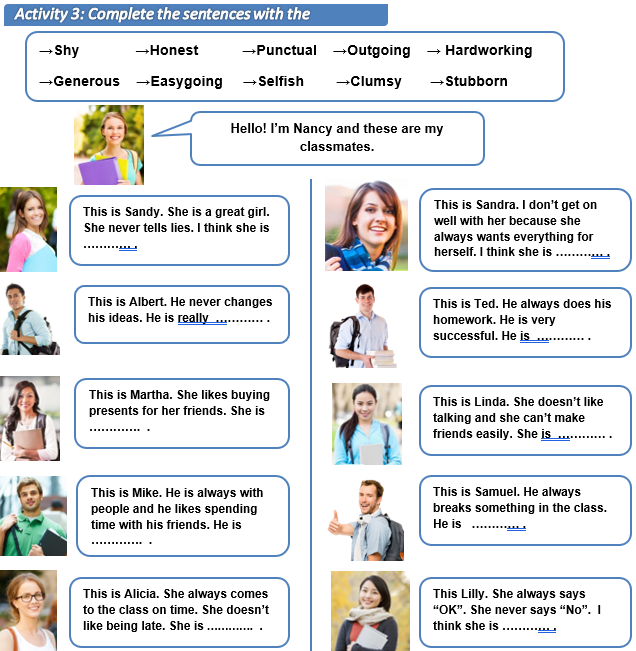 Activity 3: Complete the sentences with the
→Shy →Honest →Punctual →Outgoing → Hardworking
→Generous →Easygoing →Selfish →Clumsy →Stubborn
Hello! I'm Nancy and these are my
classmates.
This is Sandy. She is a great girl.
She never tells lies. I think she is
………… .
This is Albert. He never changes
his ideas. He is really ………… .
This is Martha. She likes buying
presents for her friends. She is
…………. .
This is Mike. He is always with
people and he likes spending
time with his friends. He is
…………. .
This is Alicia. She always comes
to the class on time. She doesn't
like being late. She is …………. .
This is Sandra. I don't get on
well with her because she
always wants everything for
herself. I think she is ………… .
This is Ted. He always does his
homework. He is very
successful. He is ………… .
This is Linda. She doesn't like
talking and she can't make
friends easily. She is ………… .
This is Samuel. He always
breaks something in the class.
He is ………… .
This Lilly. She always says
“OK”. She never says “No”. I
think she is ………… .